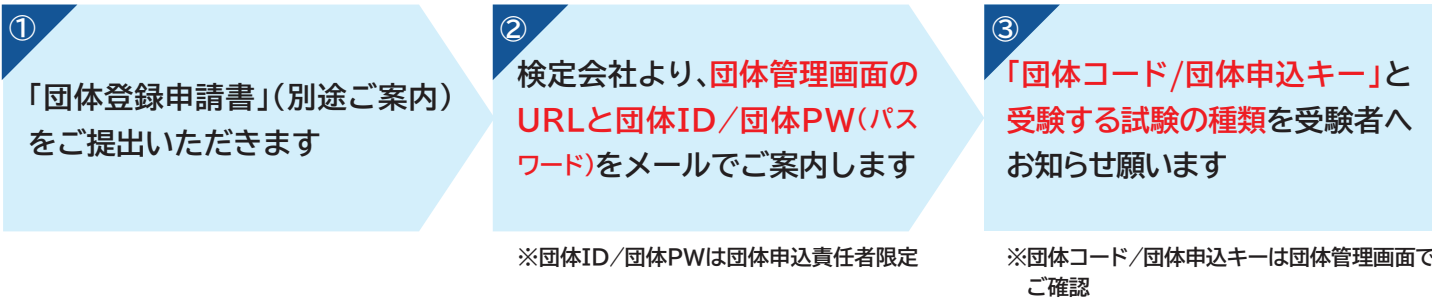 ①
「団体登録申請書」(別途ご案内)
をご提出いただきます
②
検定会社より、団体管理画面の
URLと団体ID/団体PW(パス
ワード)をメールでご案内します
※団体ID/団体PWは団体申込責任者限定
③
「団体コード/団体申込キー」と
受験する試験の種類を受験者へ
お知らせ願います
※団体コード/団体申込キーは団体管理画面で
ご確認